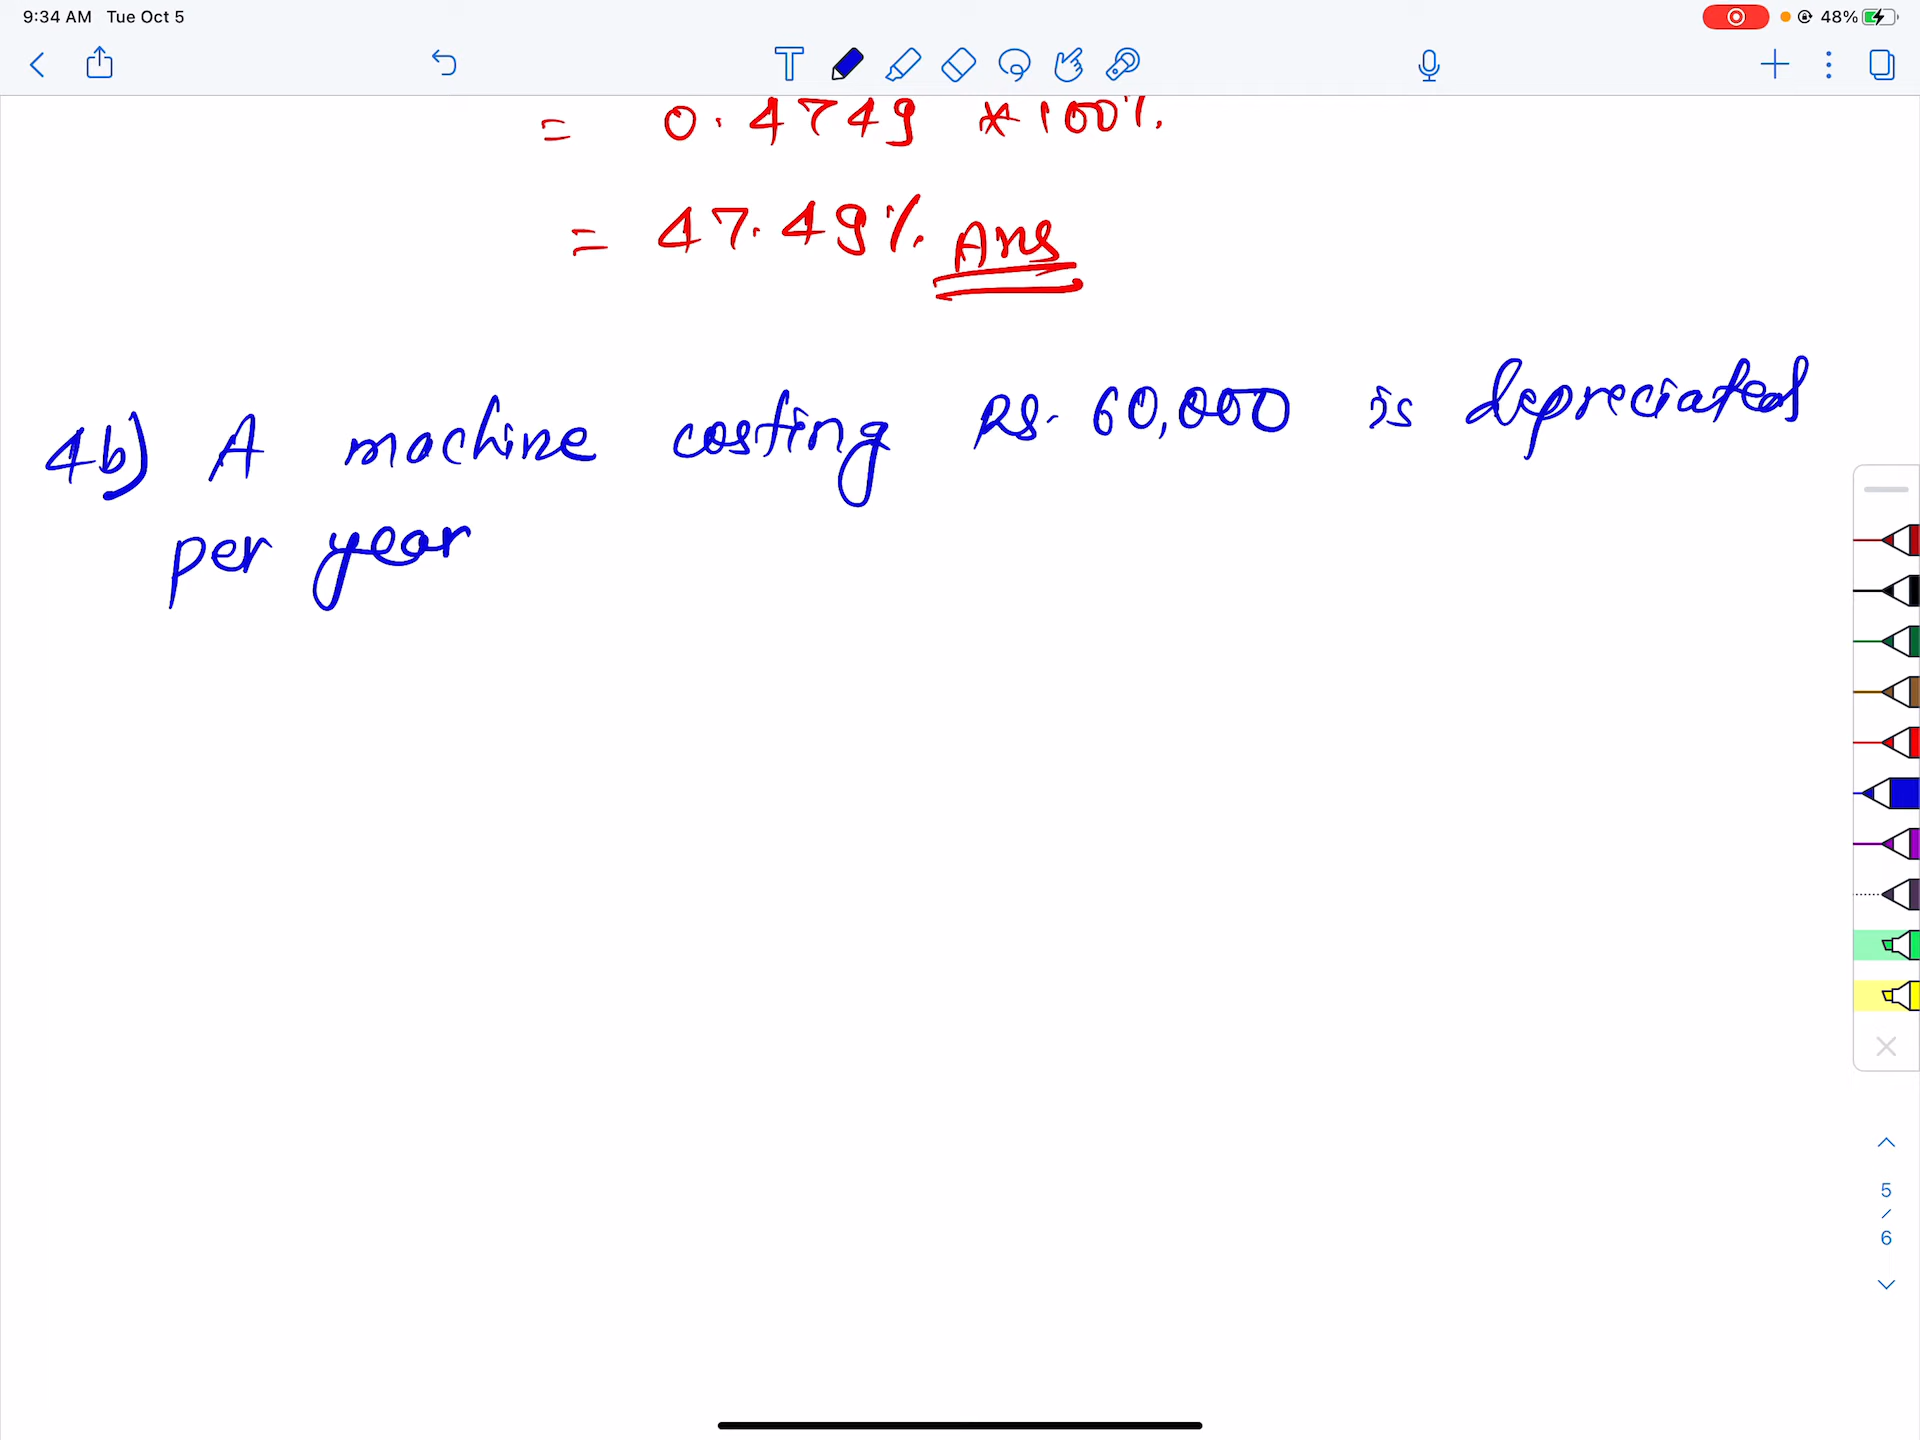 9:34 AM Tue Oct 5
48%
= 0.4749 *100%.
= 47.49%. Ans
4b) A machine costing Rs. 60,000 is depreciated
per year
5
/
6